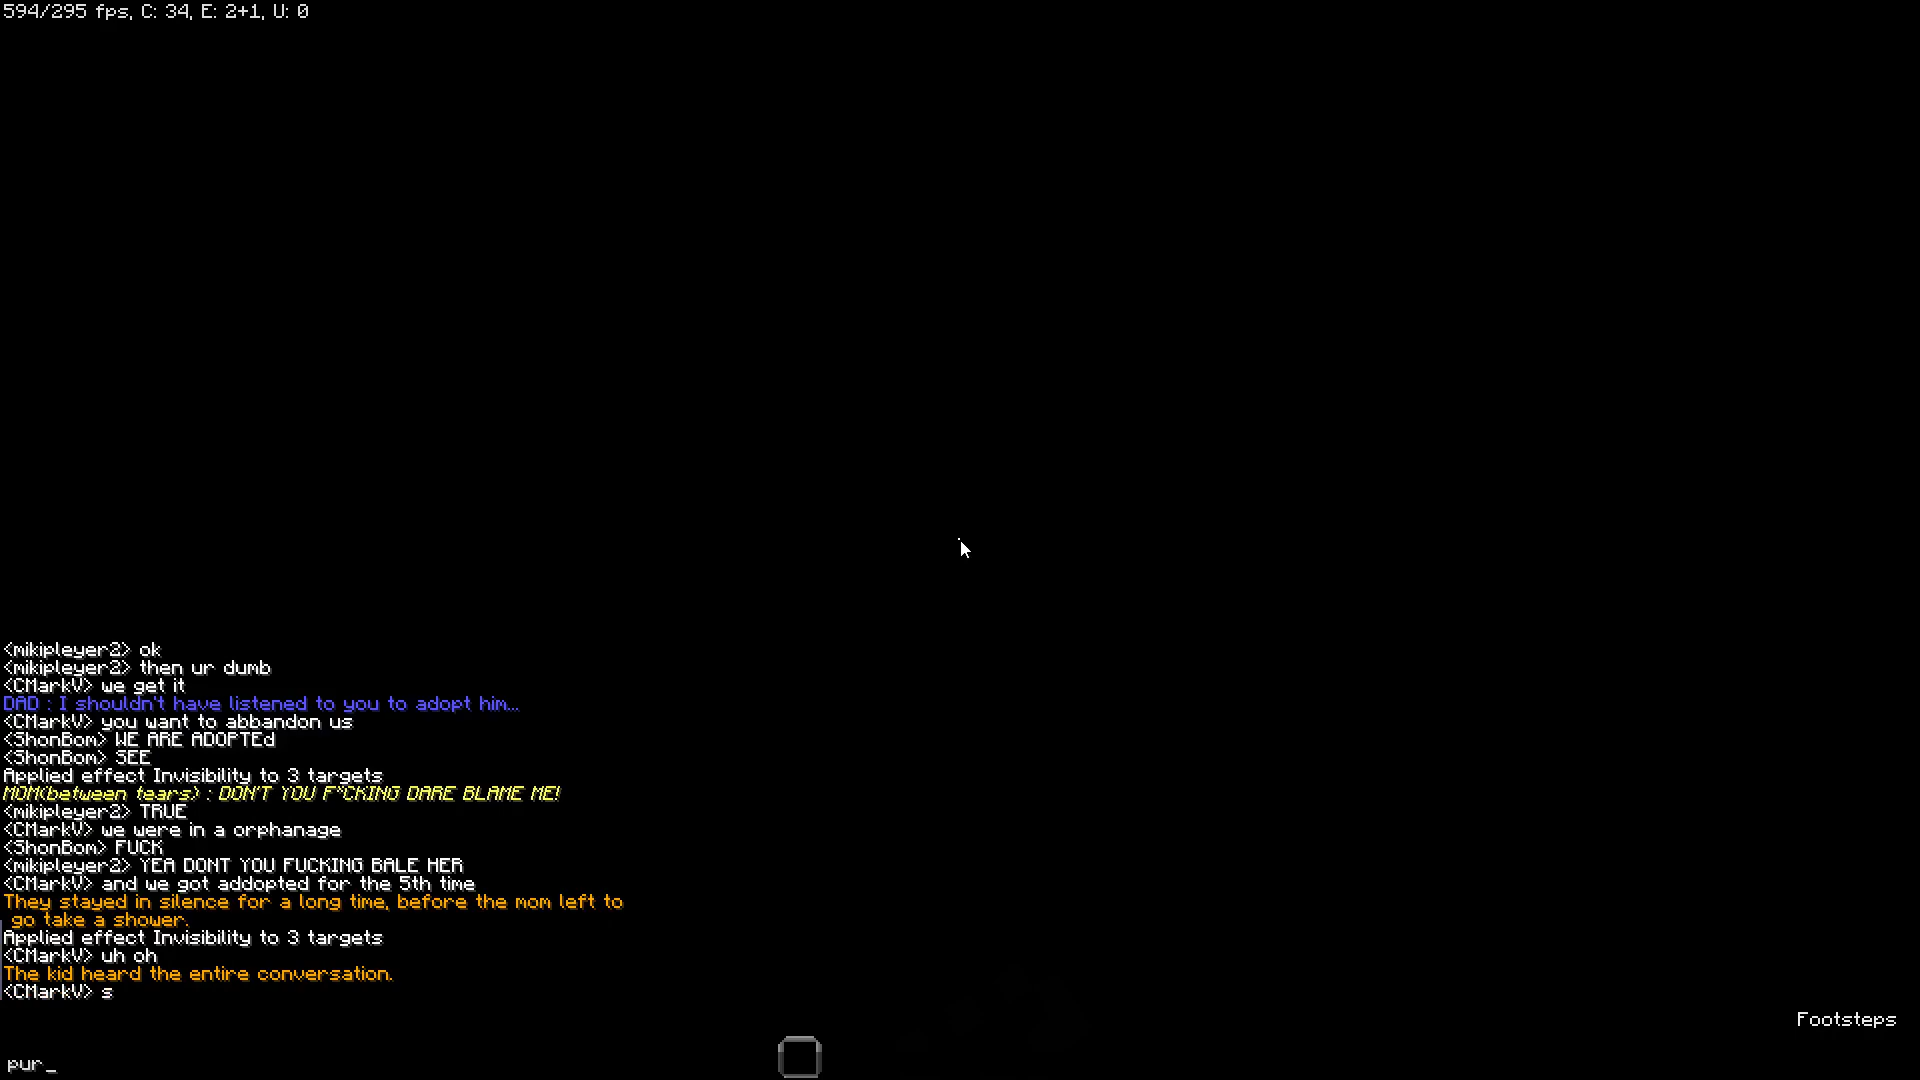 594/295 fps, C: 34, E: 2+1, U: 0
<mikipleyer2> ok
<mikipleyer2> then ur dumb
<CMarkV> we get it
DAD : I shouldn't have listened to you to adopt him...
<CMarkV> you want to abbandon us
<ShonBom> WE ARE ADOPTEd
<ShonBom> SEE
Applied effect Invisibility to 3 targets
MOM(between tears) : DON'T YOU F*CKING DARE BLAME ME!
<mikipleyer2> TRUE
<CMarkV> we were in a orphanage
<ShonBom> FUCK
<mikipleyer2> YEA DONT YOU FUCKING BALE HER
<CMarkV> and we got addopted for the 5th time
They stayed in silence for a long time, before the mom left to
go take a shower.
Applied effect Invisibility to 3 targets
<CMarkV> uh oh
The kid heard the entire conversation.
<CMarkV> s
Footsteps
pur_